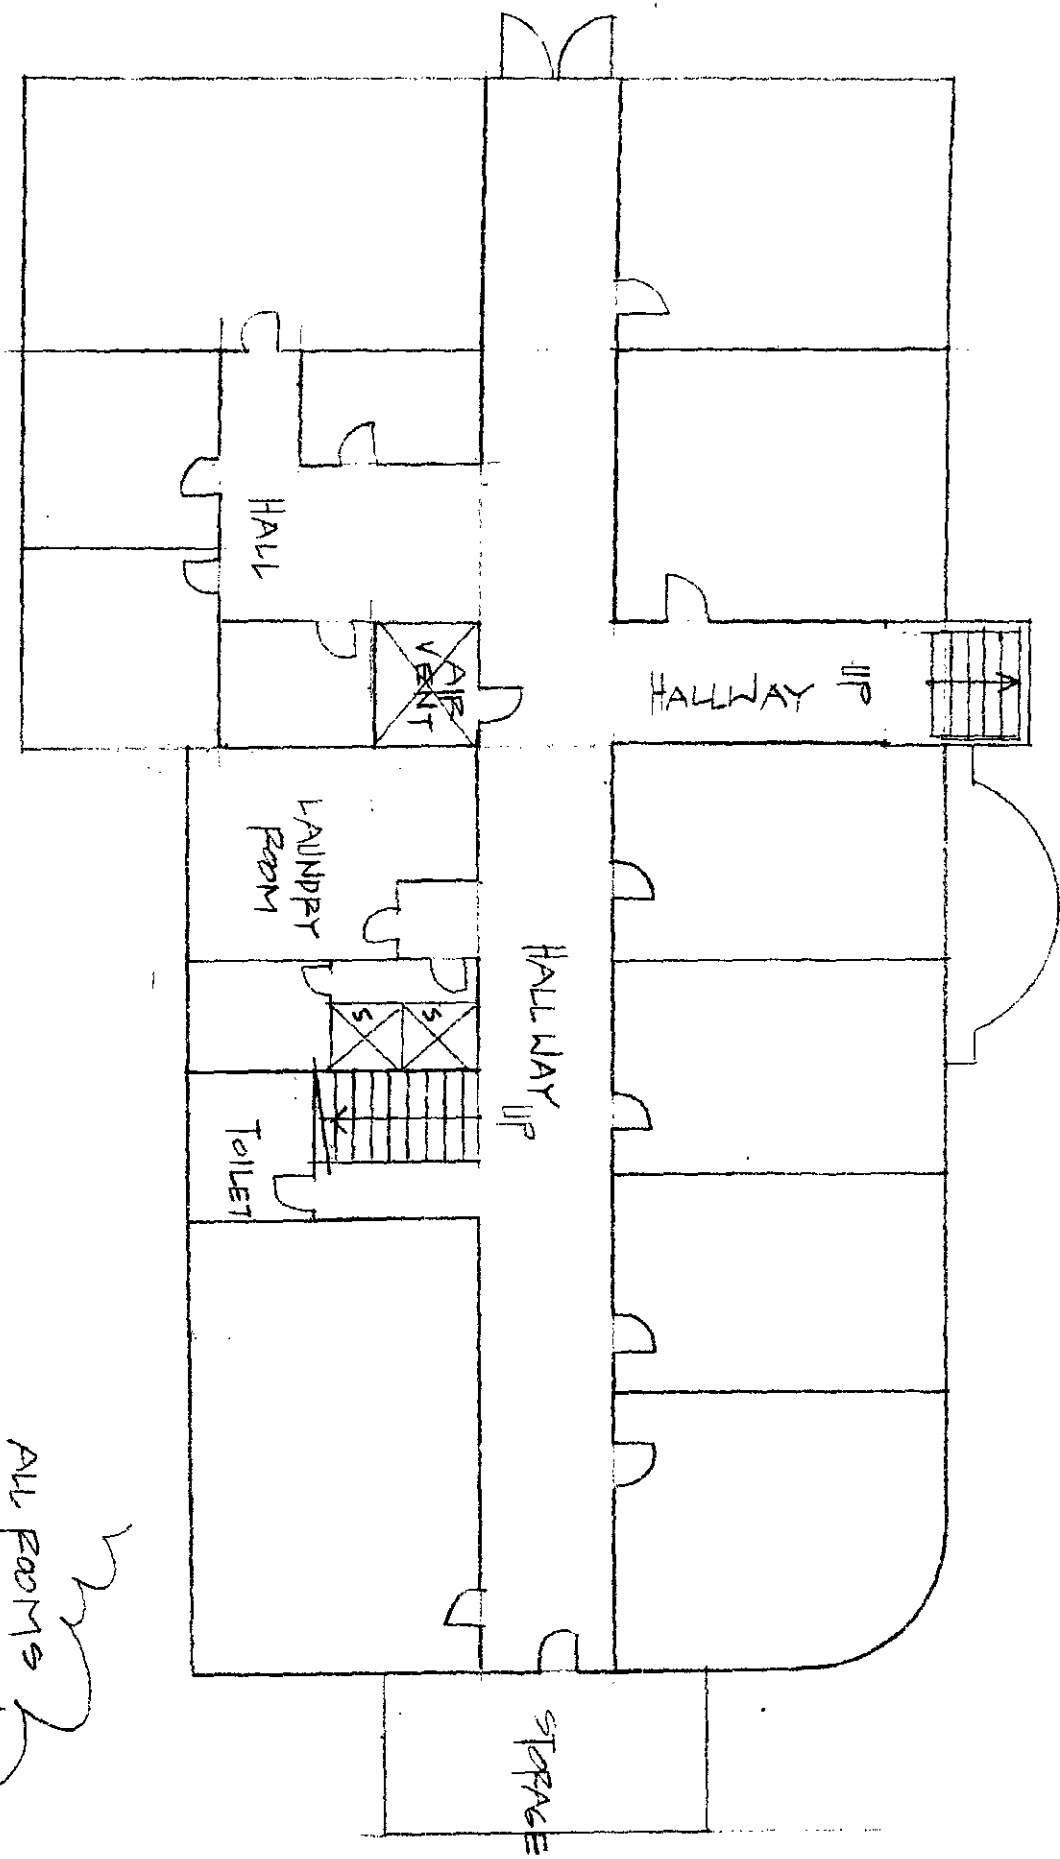 HALL
AIR
VENT
HALLWAY
UP
LAUNDRY
ROOM
HALLWAY
S
S
UP
TOILET
STORAGE
ALL ROOMS